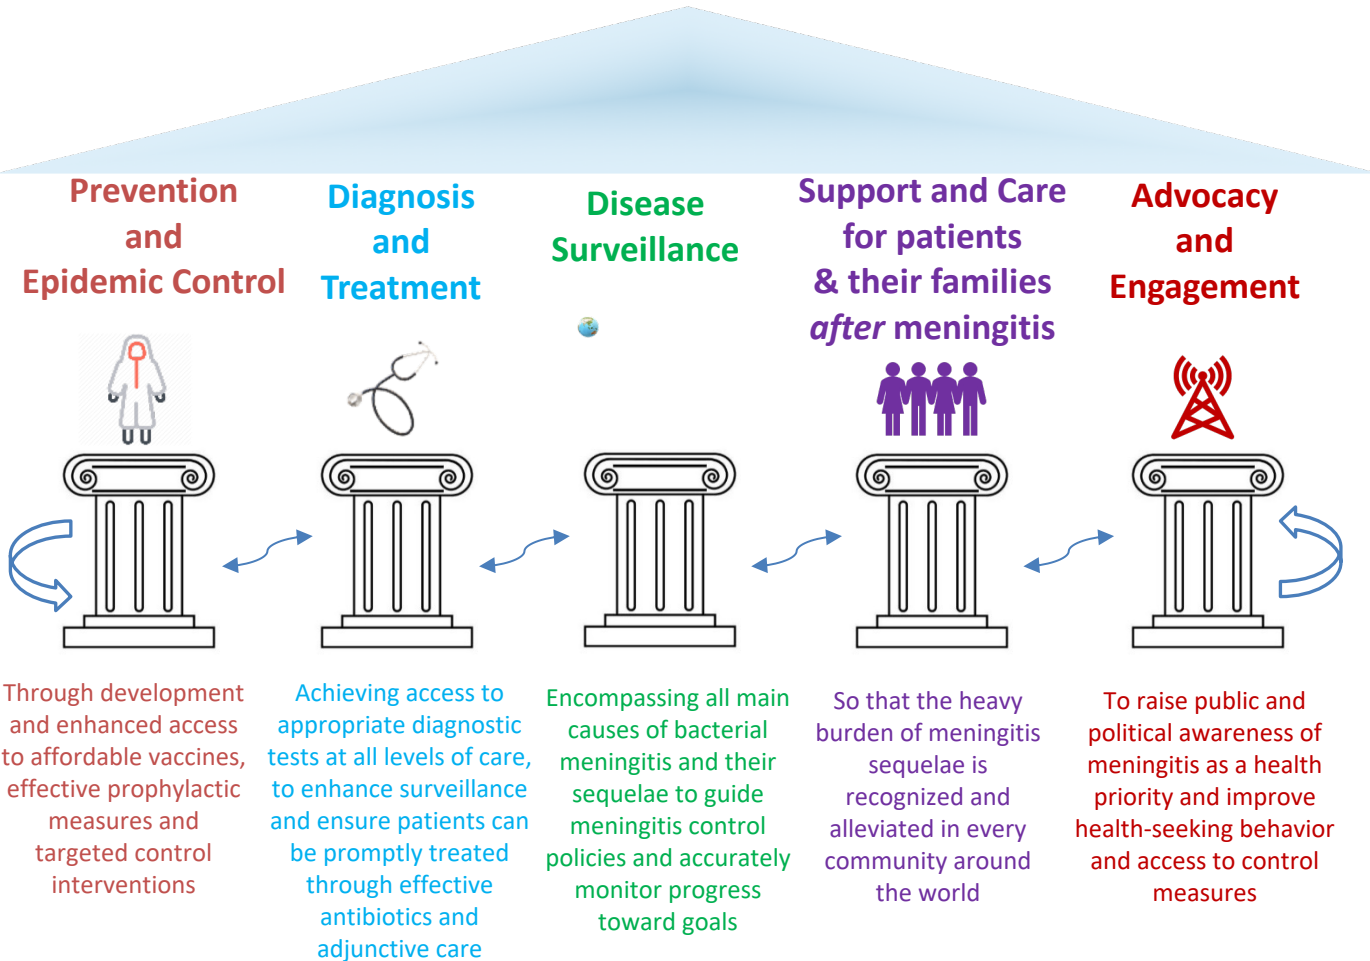 Prevention
and
Epidemic Control
Diagnosis
and
Treatment
Disease
Surveillance
Support and Care
for patients
& their families
after meningitis
Advocacy
and
Engagement
Through development
and enhanced access
to affordable vaccines,
effective prophylactic
measures and
targeted control
interventions
Achieving access to
appropriate diagnostic
tests at all levels of care,
to enhance surveillance
and ensure patients can
be promptly treated
through effective
antibiotics and
adjunctive care
Encompassing all main
causes of bacterial
meningitis and their
sequelae to guide
meningitis control
policies and accurately
monitor progress
toward goals
So that the heavy
burden of meningitis
sequelae is
recognized and
alleviated in every
community around
the world
To raise public and
political awareness of
meningitis as a health
priority and improve
health-seeking behavior
and access to control
measures